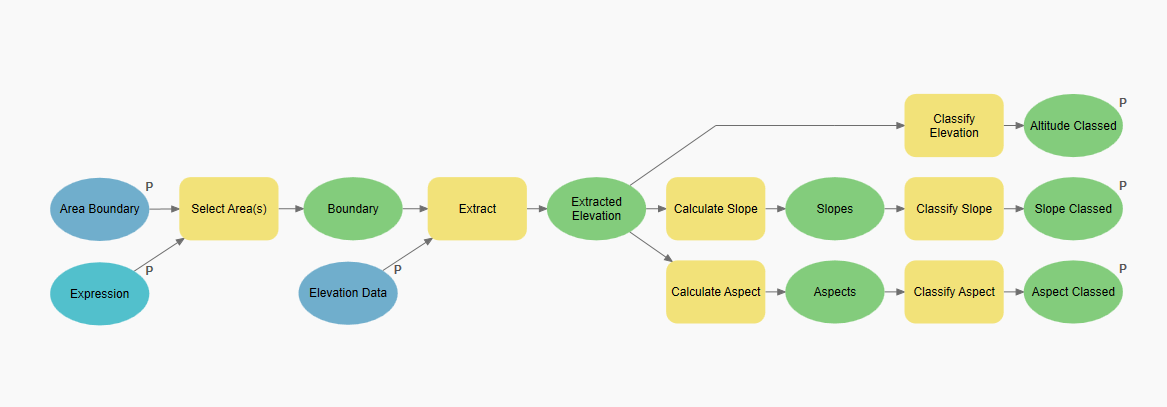 P
Area Boundary
Select Area(s)
Boundary
Extract
Extracted
Elevation
P
Expression
P
Elevation Data
Classify
Elevation
P
Altitude Classed
Calculate Slope
Slopes
Classify Slope
P
Slope Classed
Calculate Aspect
Aspects
Classify Aspect
P
Aspect Classed